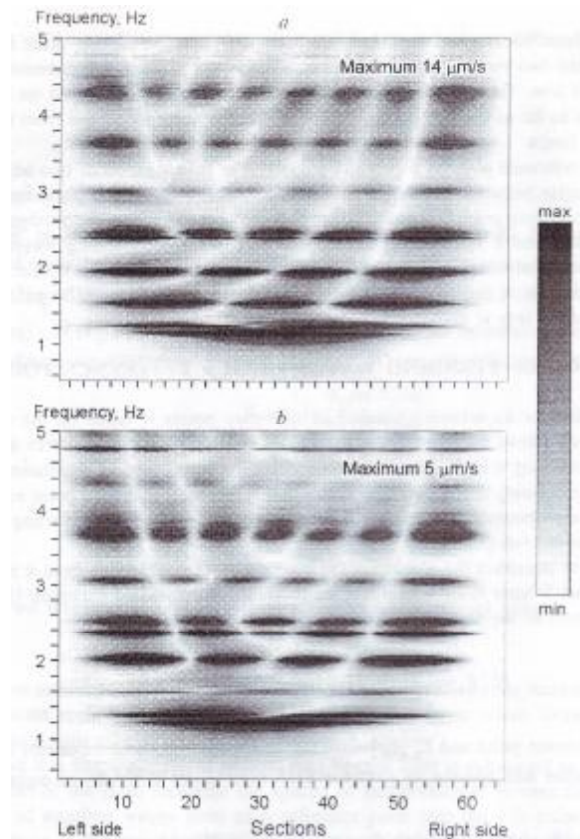 Frequency, Hz
a
5
Maximum 14 µm/s
4
3
2
1
max
min
Frequency, Hz
b
5
Maximum 5 µm/s
4
3
2
1
10 20 30 40 50 60
Left side Sections Right side